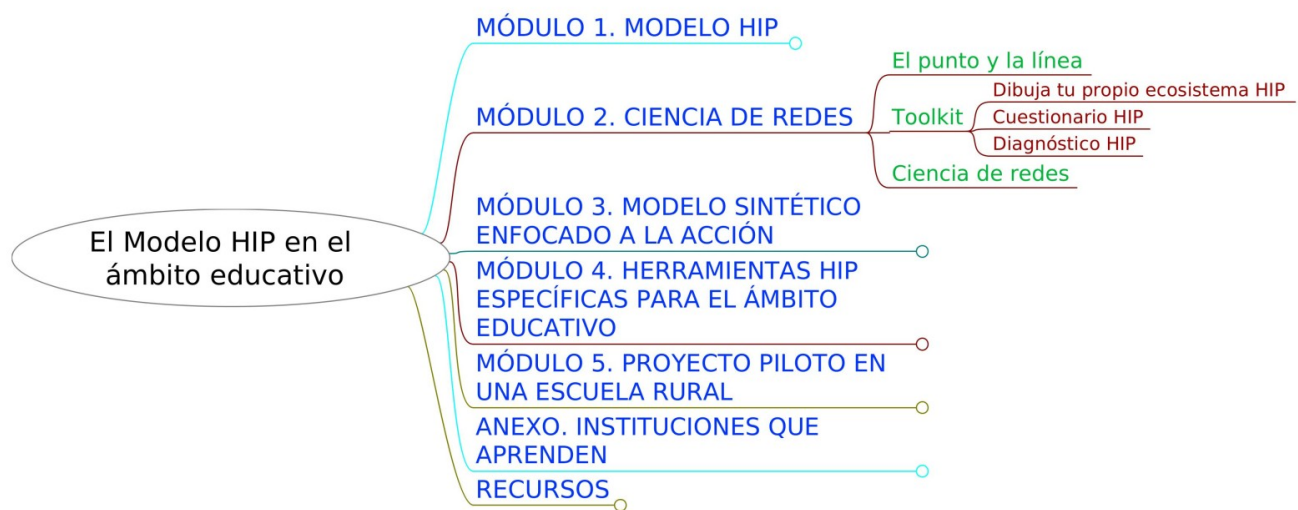 El Modelo HIP en el
ámbito educativo
MÓDULO 1. MODELO HIP
MÓDULO 2. CIENCIA DE REDES
El punto y la línea
Toolkit
Dibuja tu propio ecosistema HIP
Cuestionario HIP
Diagnóstico HIP
Ciencia de redes
MÓDULO 3. MODELO SINTÉTICO
ENFOCADO A LA ACCIÓN
MÓDULO 4. HERRAMIENTAS HIP
ESPECÍFICAS PARA EL ÁMBITO
EDUCATIVO
MÓDULO 5. PROYECTO PILOTO EN
UNA ESCUELA RURAL
ANEXO. INSTITUCIONES QUE
APRENDEN
RECURSOS